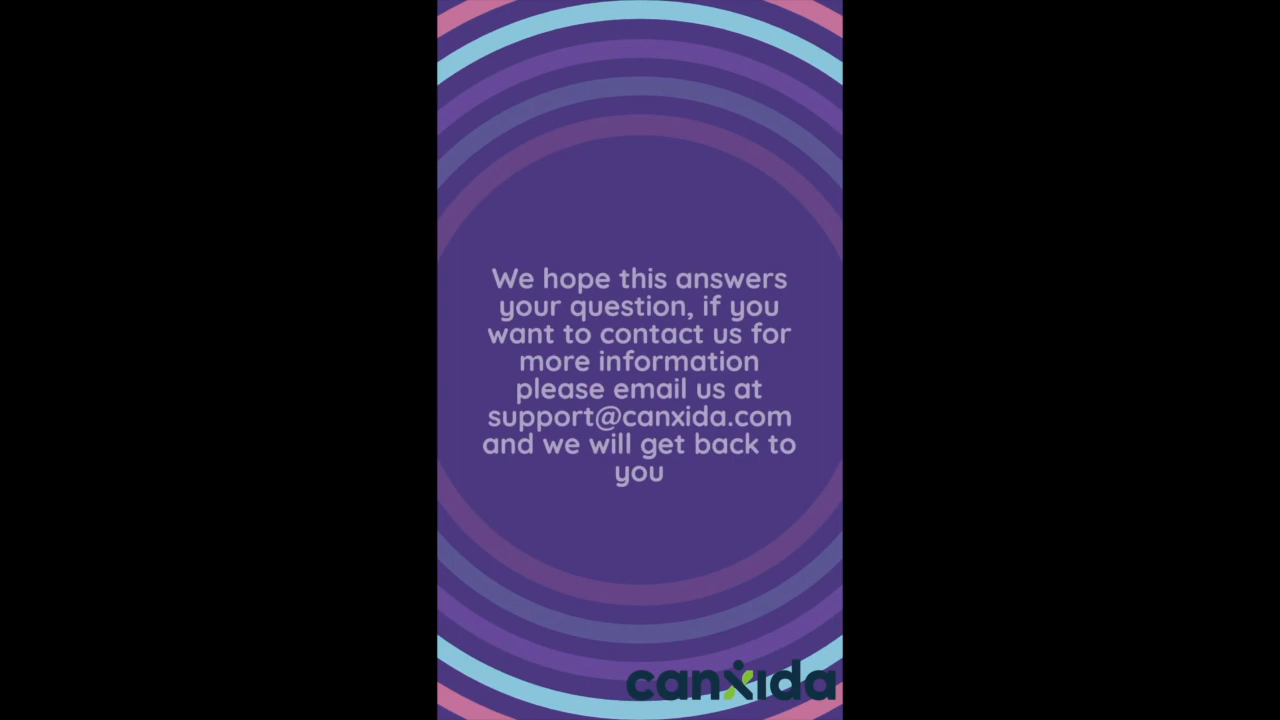 We hope this answers
your question, if you
want to contact us for
more information
please email us at
support@canxida.com
and we will get back to
you
canxida